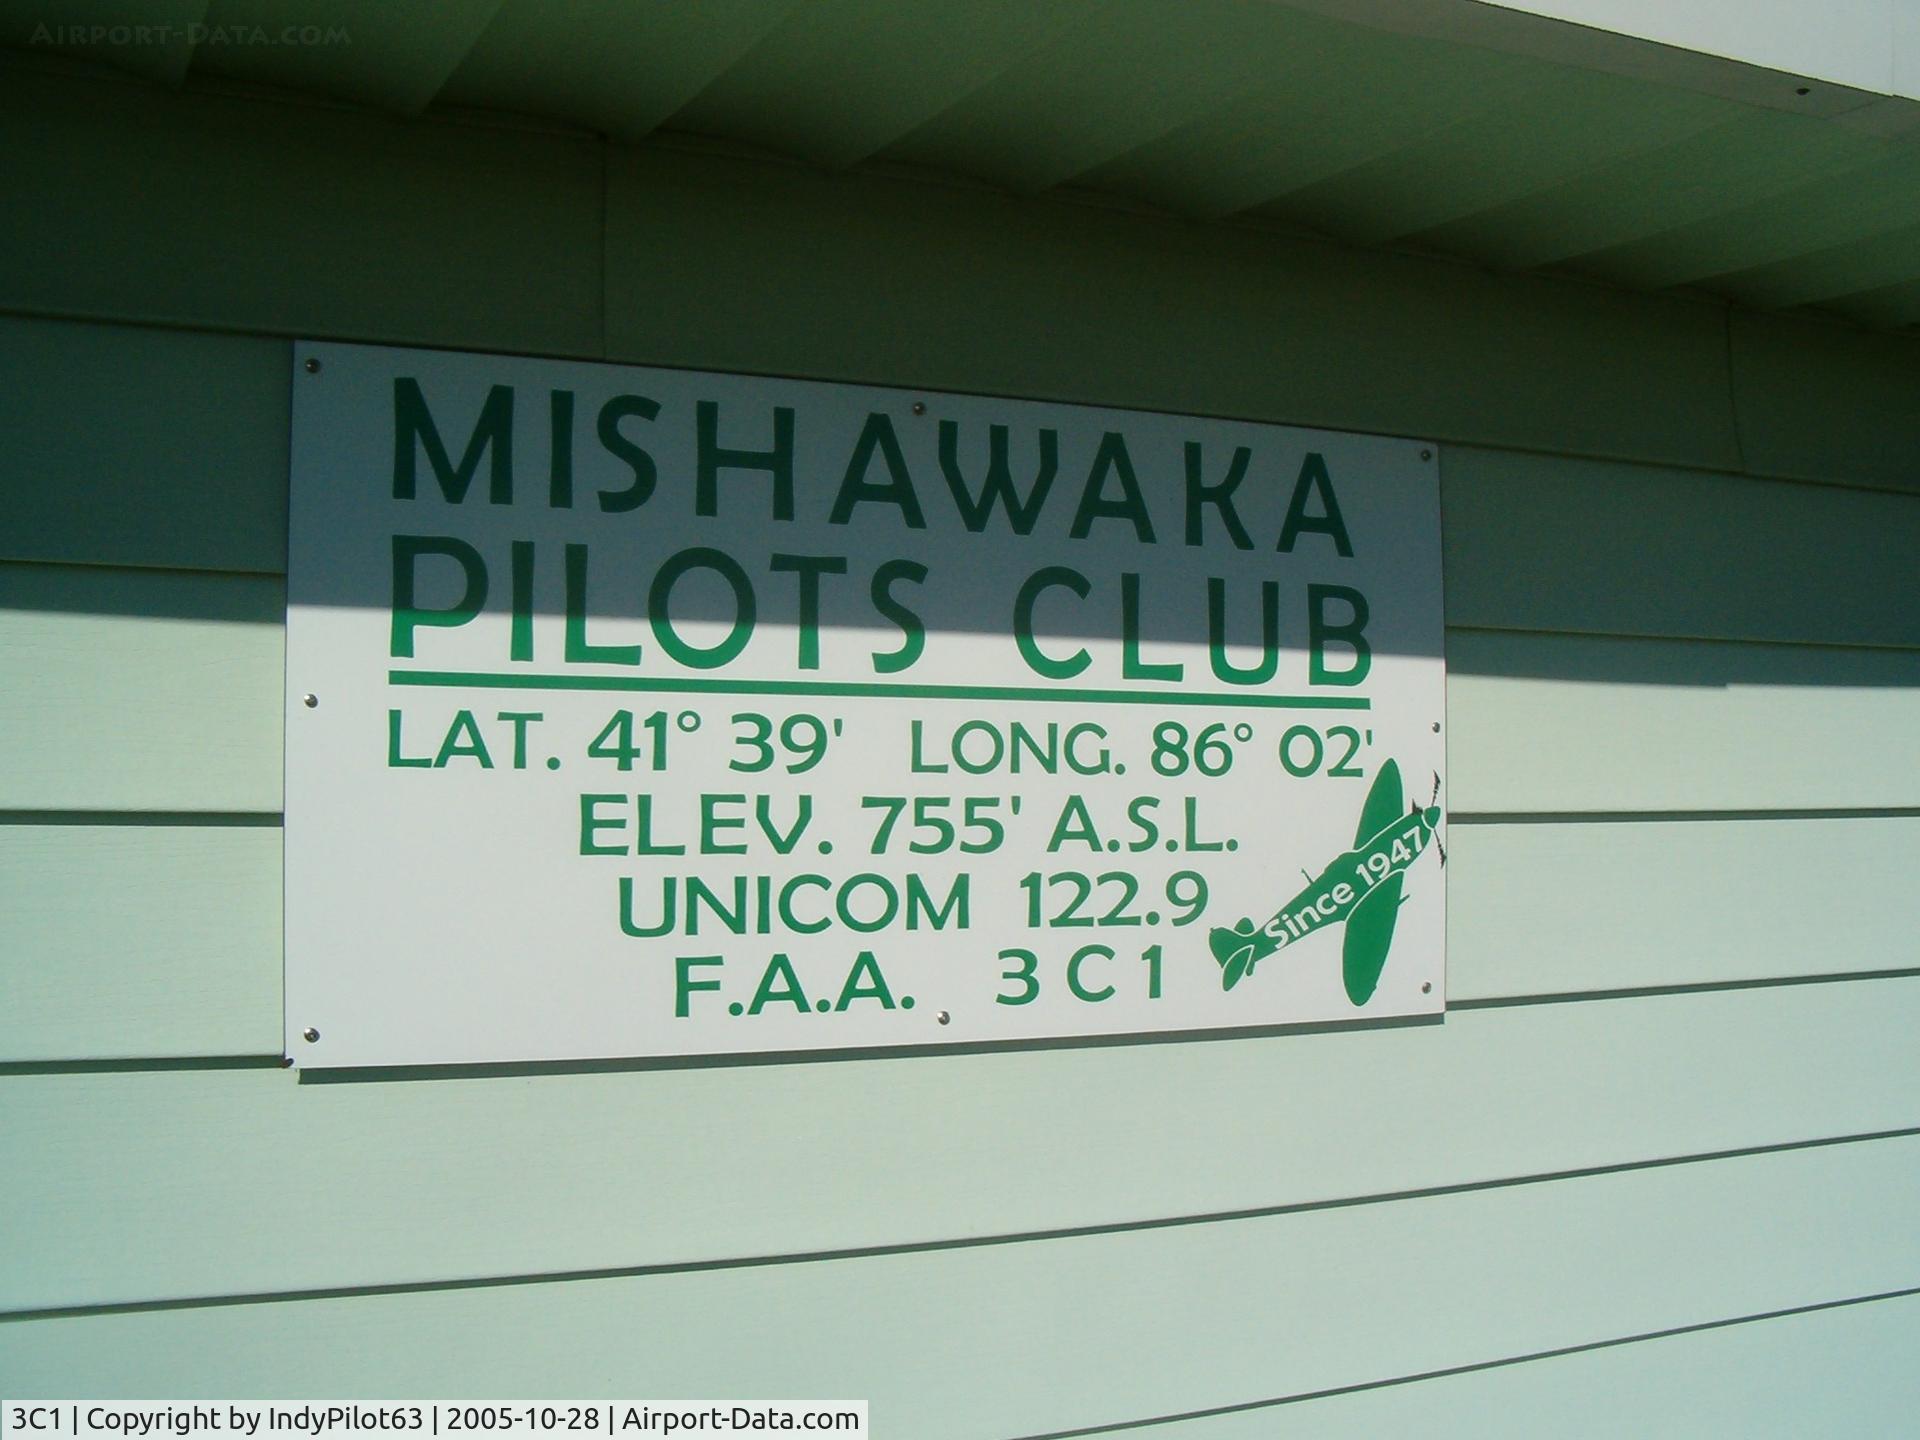 AIRPORT-DATA.COM
MISHAWAKA
PILOTS CLUB
LAT. 41° 39' LONG. 86° 02'
ELEV. 755' A.S.L.
UNICOM 122.9
F.A.A. 3C1
Since 1947
3C1 | Copyright by IndyPilot63 | 2005-10-28 | Airport-Data.com